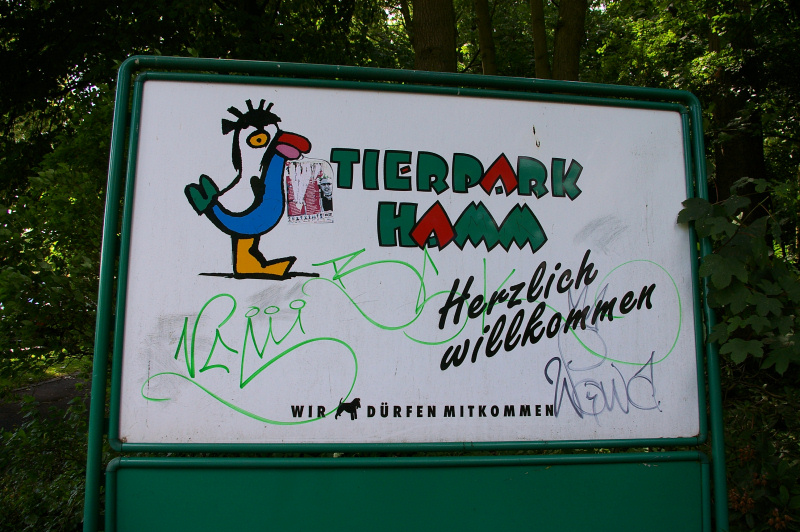 TIERPARK
HAMM
Herzlich
willkommen
WIR DÜRFEN MITKOMMEN